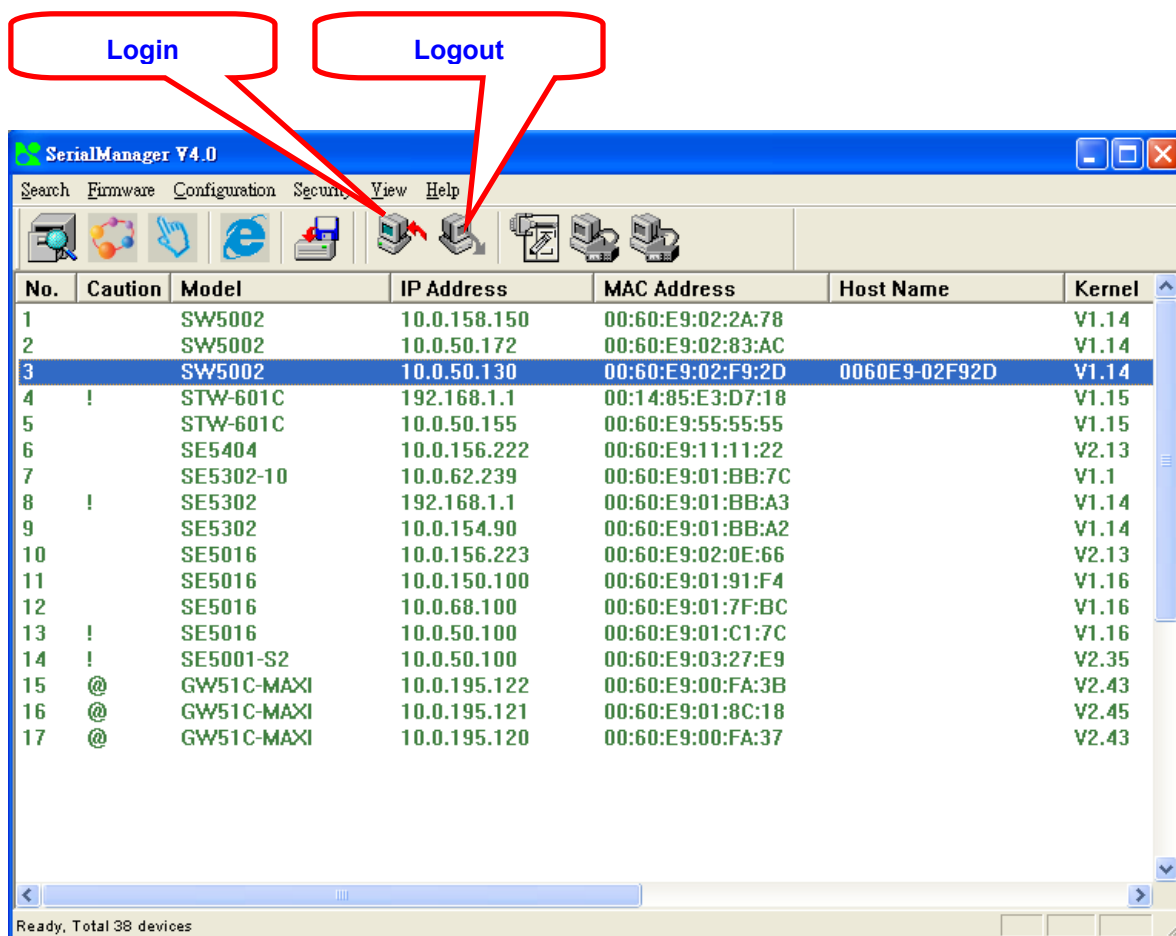 Login Logout
SerialManager V4.0
Search Firmware Configuration Security View Help
No. Caution Model IP Address MAC Address Host Name Kernel
1 SW5002 10.0.158.150 00:60:E9:02:2A:78 V1.14
2 SW5002 10.0.50.172 00:60:E9:02:83:AC V1.14
3 SW5002 10.0.50.130 00:60:E9:02:F9:2D 0060E9-02F92D V1.14
4 ! STW-601C 192.168.1.1 00:14:85:E3:D7:18 V1.15
5 STW-601C 10.0.50.155 00:60:E9:55:55:55 V1.15
6 SE5404 10.0.156.222 00:60:E9:11:11:22 V2.13
7 SE5302-10 10.0.62.239 00:60:E9:01:BB:7C V1.1
8 ! SE5302 192.168.1.1 00:60:E9:01:BB:A3 V1.14
9 SE5302 10.0.154.90 00:60:E9:01:BB:A2 V1.14
10 SE5016 10.0.156.223 00:60:E9:02:0E:66 V2.13
11 SE5016 10.0.150.100 00:60:E9:01:91:F4 V1.16
12 SE5016 10.0.68.100 00:60:E9:01:7F:BC V1.16
13 ! SE5016 10.0.50.100 00:60:E9:01:C1:7C V1.16
14 ! SE5001-S2 10.0.50.100 00:60:E9:03:27:E9 V2.35
15 @ GW51C-MAXI 10.0.195.122 00:60:E9:00:FA:3B V2.43
16 @ GW51C-MAXI 10.0.195.121 00:60:E9:01:8C:18 V2.45
17 @ GW51C-MAXI 10.0.195.120 00:60:E9:00:FA:37 V2.43
Ready, Total 38 devices